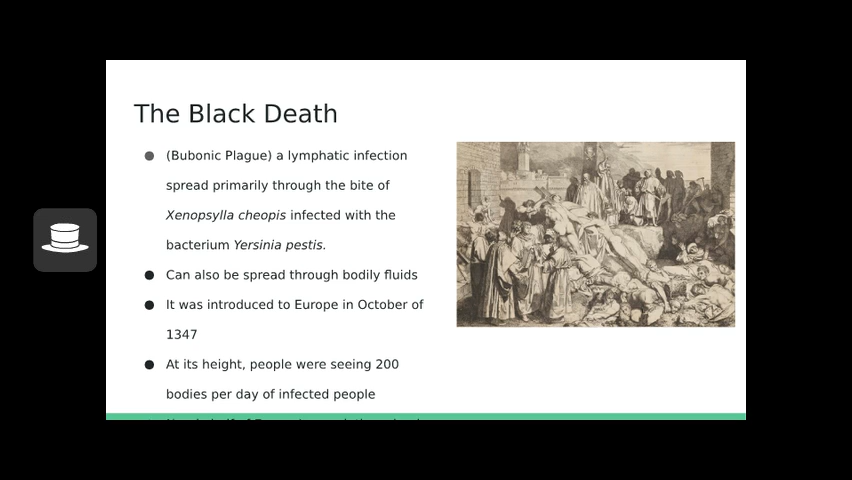 The Black Death
(Bubonic Plague) a lymphatic infection
spread primarily through the bite of
Xenopsylla cheopis infected with the
bacterium Yersinia pestis.
Can also be spread through bodily fluids
It was introduced to Europe in October of
1347
At its height, people were seeing 200
bodies per day of infected people